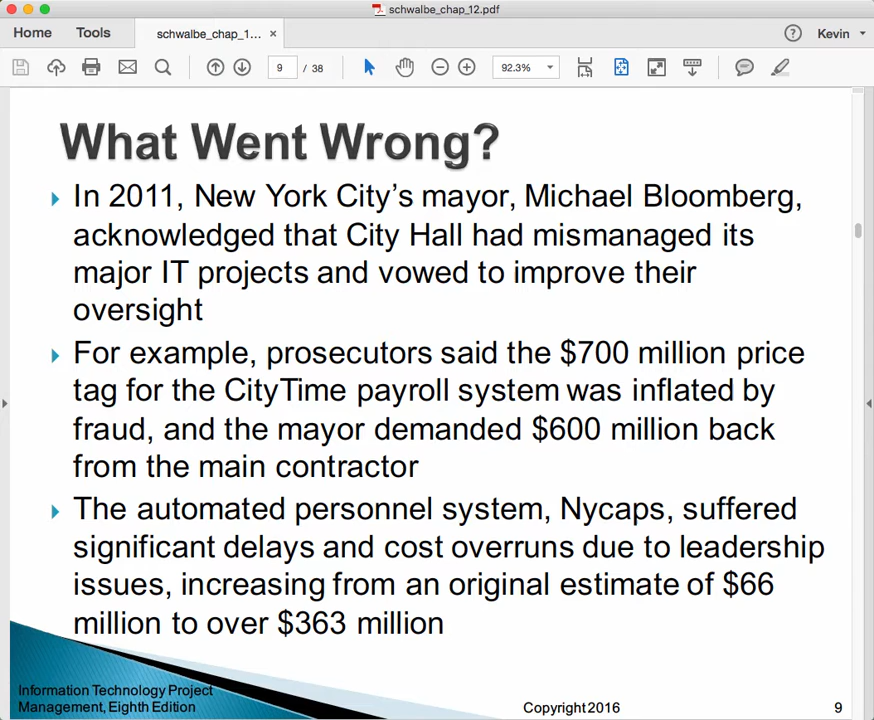 schwalbe_chap_12.pdf
Home Tools schwalbe_chap_1... × ? Kevin
9 / 38 92.3%
What Went Wrong?
In 2011, New York City’s mayor, Michael Bloomberg,
acknowledged that City Hall had mismanaged its
major IT projects and vowed to improve their
oversight
For example, prosecutors said the $700 million price
tag for the CityTime payroll system was inflated by
fraud, and the mayor demanded $600 million back
from the main contractor
The automated personnel system, Nycaps, suffered
significant delays and cost overruns due to leadership
issues, increasing from an original estimate of $66
million to over $363 million
Information Technology Project
Management, Eighth Edition
Copyright 2016
9